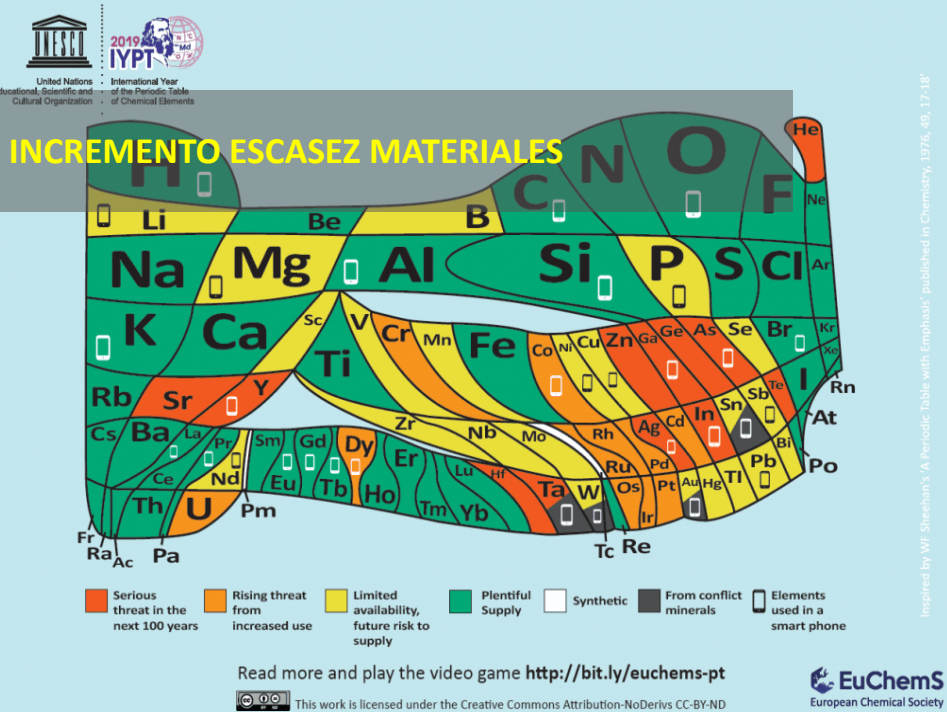 UNESCO
2019
IYPT
Md
United Nations
ducational, Scientific and
Cultural Organization
International Year
of the Periodic Table
of Chemical Elements
INCREMENTO ESCASEZ MATERIALES
H C N O F He
Li Be B Ne
Na Mg Al Si P S Cl Ar
K Ca Sc Ti V Cr Mn Fe Co Ni Cu Zn Ga Ge As Se Br Kr
Rb Sr Y Zr Nb Mo Tc Ru Rh Pd Ag Cd In Sn Sb Te I Xe
Cs Ba La Ce Pr Nd Pm Sm Eu Gd Tb Dy Ho Er Tm Yb Lu Hf Ta W Re Os Ir Pt Au Hg Tl Pb Bi Po At Rn
Fr Ra Ac Th Pa U
Serious
threat in the
next 100 years
Rising threat
from
increased use
Limited
availability,
future risk to
supply
Plentiful
Supply
Synthetic
From conflict
minerals
Elements
used in a
smart phone
Read more and play the video game http://bit.ly/euchems-pt
This work is licensed under the Creative Commons Attribution-NoDerivs CC-BY-ND
EuChemS
European Chemical Society
Inspired by WF Sheehan's 'A Periodic Table with Emphasis' published in Chemistry, 1976, 49, 17-18'